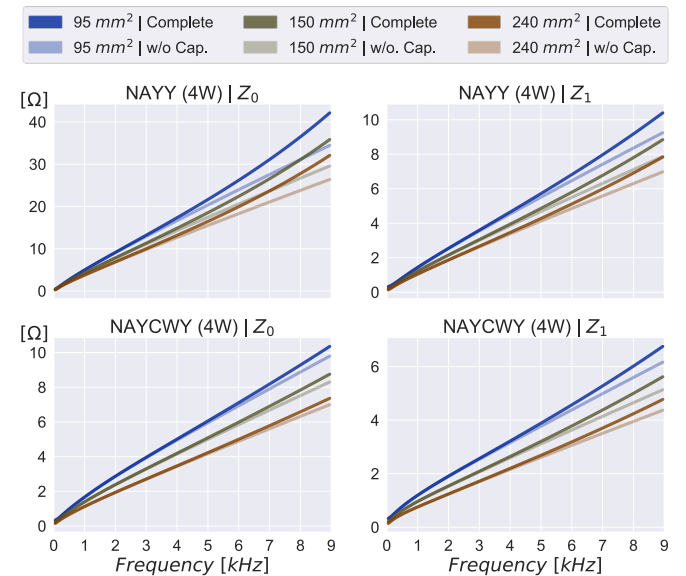 95 mm² | Complete 150 mm² | Complete 240 mm² | Complete
95 mm² | w/o Cap. 150 mm² | w/o. Cap. 240 mm² | w/o Cap.
NAYY (4W) | Z₀ NAYY (4W) | Z₁
[Ω]
40
30
20
10
0
10
8
6
4
2
0
NAYCWY (4W) | Z₀ NAYCWY (4W) | Z₁
[Ω]
10
8
6
4
2
0
6
4
2
0
0 1 2 3 4 5 6 7 8 9 0 1 2 3 4 5 6 7 8 9
Frequency [kHz] Frequency [kHz]